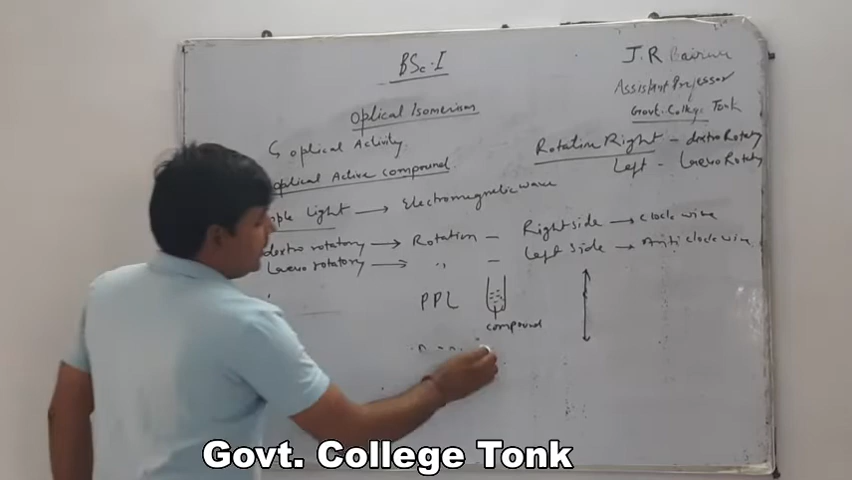 BSc-I
J.R Bairwa
Assistant Professor
Govt. College Tonk
Optical Isomerism
optical Activity
optical Active compound
Rotation Right - dextro Rotatory
Left - Laevo Rotatory
Light → Electromagnetic wave
dextro rotatory → Rotation - Right side → clock wise
Laevo rotatory → " - Left side → Anti clock wise
PPL
compound
Govt. College Tonk